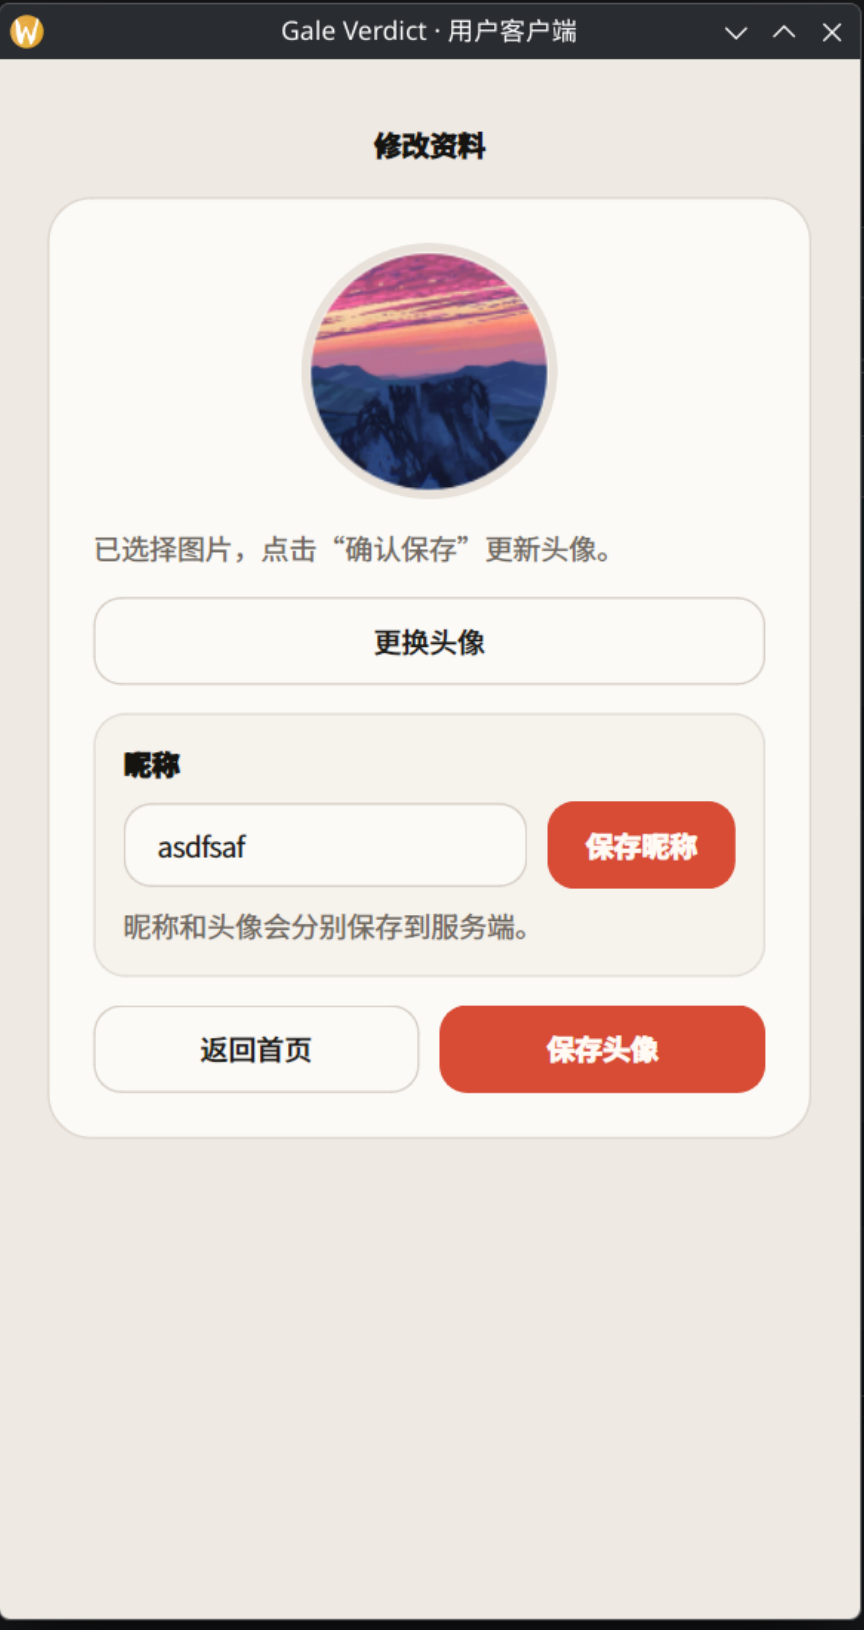 Gale Verdict · 用户客户端
修改资料
已选择图片，点击“确认保存”更新头像。
更换头像
昵称
asdfsaf
保存昵称
昵称和头像会分别保存到服务端。
返回首页
保存头像